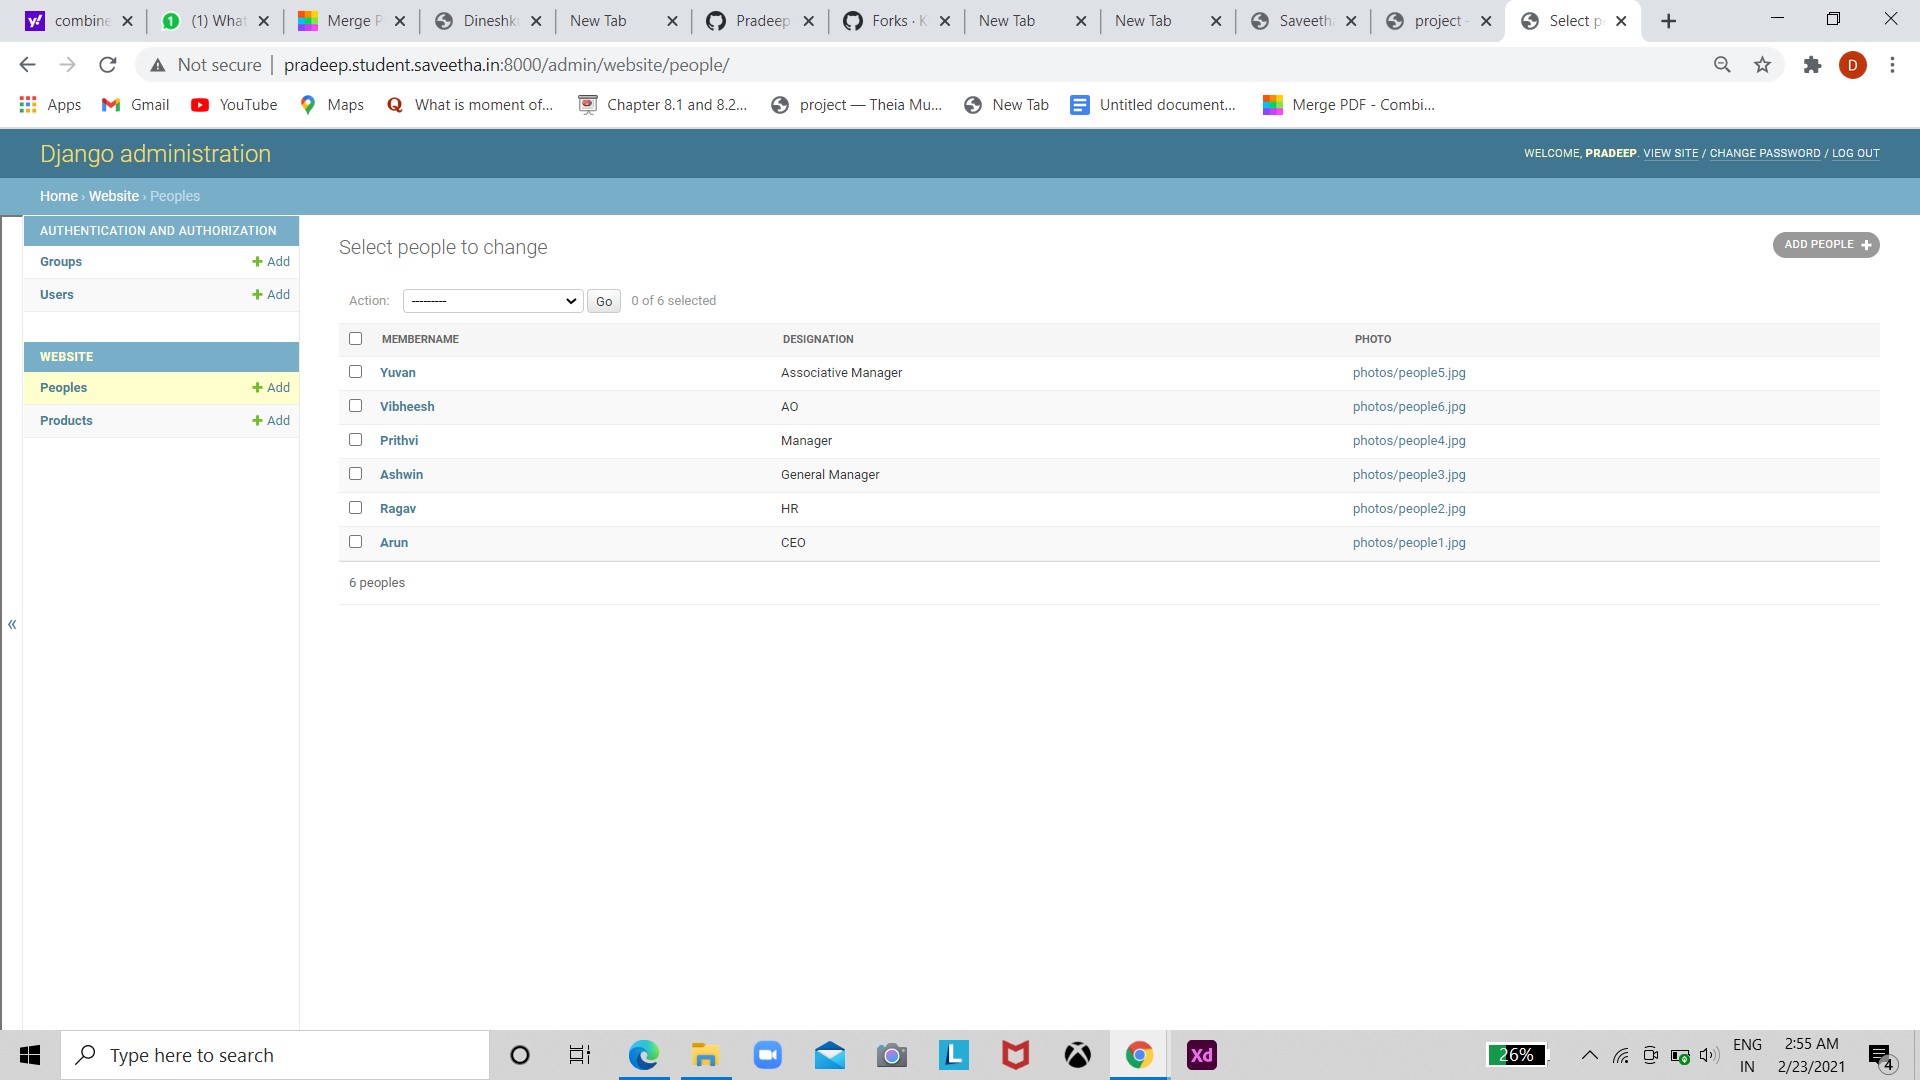 combine
(1) What
Merge P
Dineshk
New Tab
Pradeep
Forks · K
New Tab
New Tab
Saveeth
project -
Select p
Not secure | pradeep.student.saveetha.in:8000/admin/website/people/
D
Apps
Gmail
YouTube
Maps
What is moment of...
Chapter 8.1 and 8.2...
project — Theia Mu...
New Tab
Untitled document...
Merge PDF - Combi...
Django administration
WELCOME, PRADEEP. VIEW SITE / CHANGE PASSWORD / LOG OUT
Home › Website › Peoples
AUTHENTICATION AND AUTHORIZATION
Groups + Add
Users + Add
WEBSITE
Peoples + Add
Products + Add
«
Select people to change
ADD PEOPLE +
Action: --------- Go 0 of 6 selected
MEMBERNAME DESIGNATION PHOTO
Yuvan Associative Manager photos/people5.jpg
Vibheesh AO photos/people6.jpg
Prithvi Manager photos/people4.jpg
Ashwin General Manager photos/people3.jpg
Ragav HR photos/people2.jpg
Arun CEO photos/people1.jpg
6 peoples
Type here to search
L
Xd
26%
ENG
IN
2:55 AM
2/23/2021
4